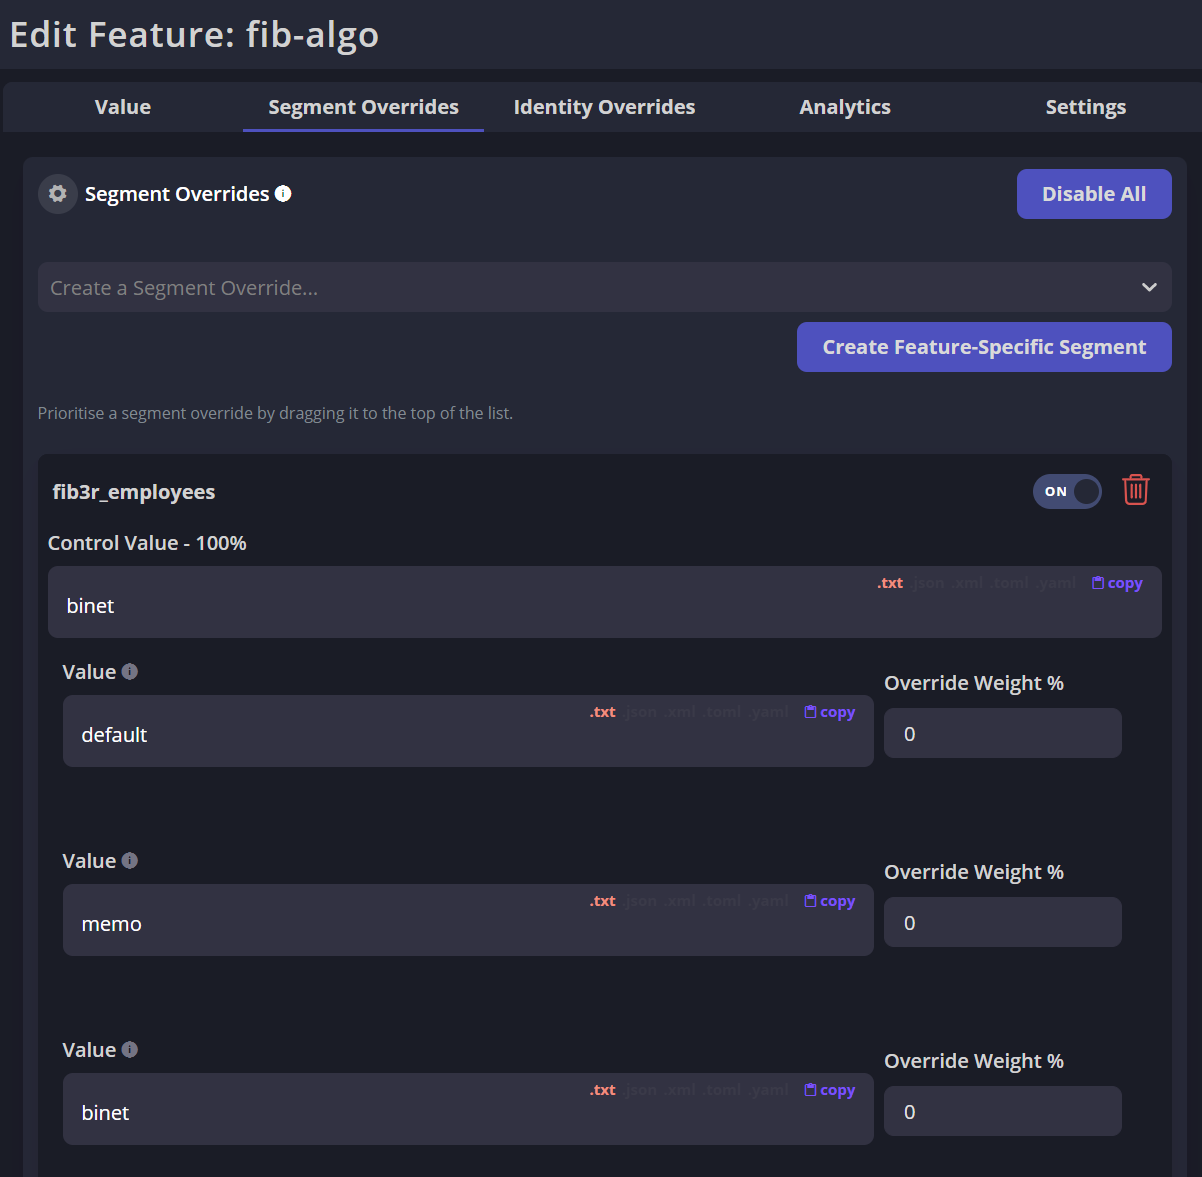 Edit Feature: fib-algo
Value Segment Overrides Identity Overrides Analytics Settings
Segment Overrides
Disable All
Create a Segment Override...
Create Feature-Specific Segment
Prioritise a segment override by dragging it to the top of the list.
fib3r_employees
ON
Control Value - 100%
.txt .json .xml .toml .yaml copy
binet
Value
Override Weight %
.txt .json .xml .toml .yaml copy
default
0
Value
Override Weight %
.txt .json .xml .toml .yaml copy
memo
0
Value
Override Weight %
.txt .json .xml .toml .yaml copy
binet
0